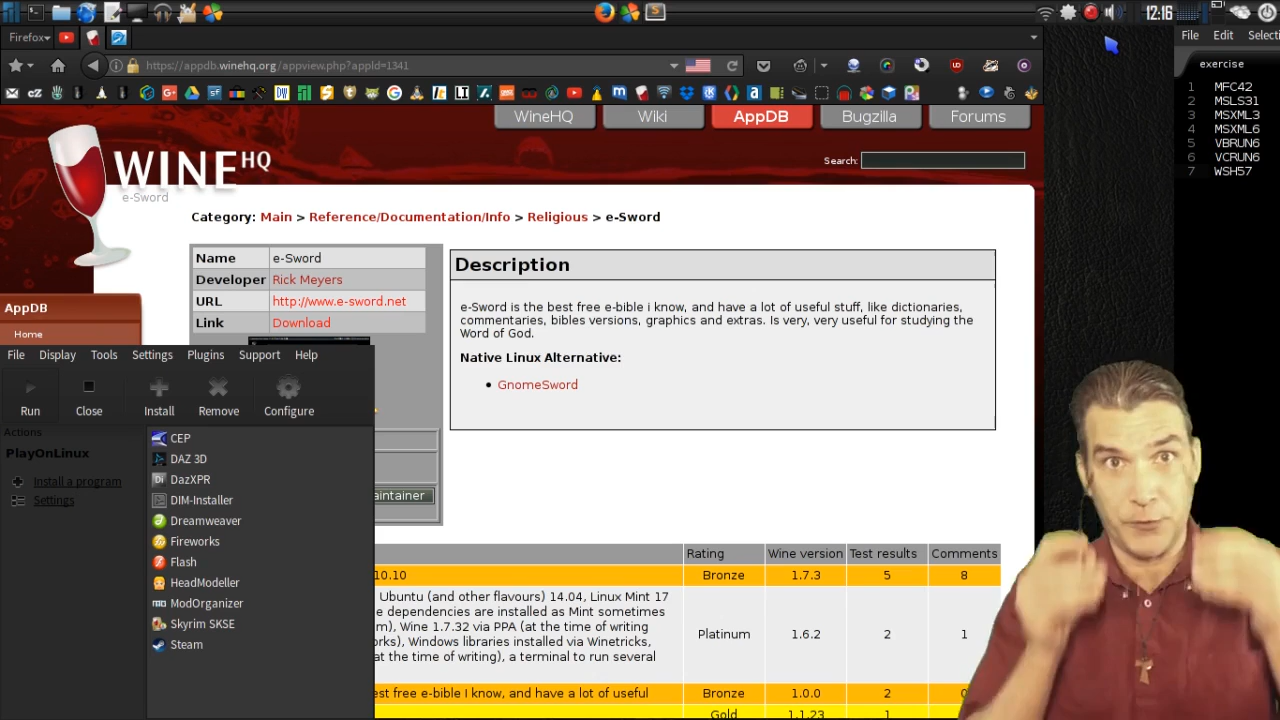 12:16
Firefox
File Edit Selecti
https://appdb.winehq.org/appview.php?appId=1341
exercise
1 MFC42
2 MSLS31
3 MSXML3
4 MSXML6
5 VBRUN6
6 VCRUN6
7 WSH57
WineHQ Wiki AppDB Bugzilla Forums
WINE HQ
Search:
e-Sword
Category: Main > Reference/Documentation/Info > Religious > e-Sword
Name e-Sword
Developer Rick Meyers
URL http://www.e-sword.net
Link Download
Description
e-Sword is the best free e-bible i know, and have a lot of useful stuff, like dictionaries,
commentaries, bibles versions, graphics and extras. Is very, very useful for studying the
Word of God.
Native Linux Alternative:
• GnomeSword
AppDB
Home
File Display Tools Settings Plugins Support Help
Run Close Install Remove Configure
Actions
PlayOnLinux
Install a program
Settings
CEP
DAZ 3D
DazXPR
DIM-Installer
Dreamweaver
Fireworks
Flash
HeadModeller
ModOrganizer
Skyrim SKSE
Steam
aintainer
Rating Wine version Test results Comments
10.10 Bronze 1.7.3 5 8
Ubuntu (and other flavours) 14.04, Linux Mint 17
e dependencies are installed as Mint sometimes
m), Wine 1.7.32 via PPA (at the time of writing
orks), Windows libraries installed via Winetricks,
at the time of writing), a terminal to run several
Platinum 1.6.2 2 1
est free e-bible I know, and have a lot of useful Bronze 1.0.0 2 0
Gold 1.1.23 1